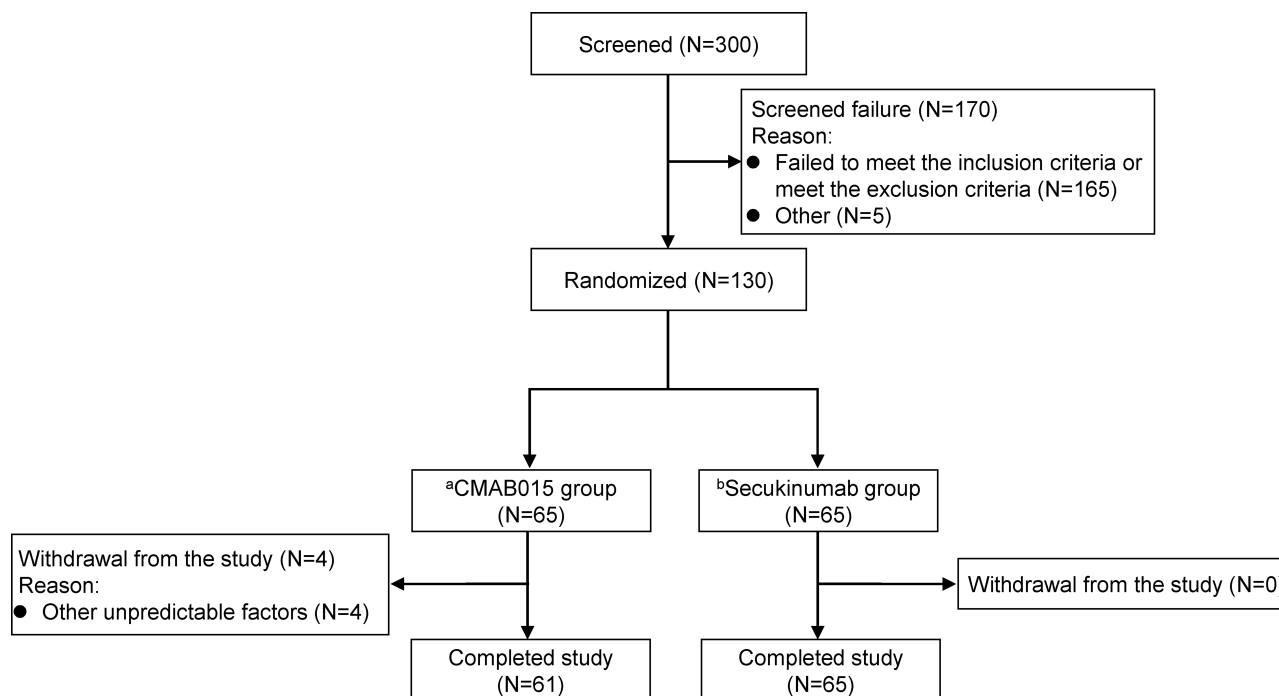 Screened (N=300)
Screened failure (N=170)
Reason:
● Failed to meet the inclusion criteria or
meet the exclusion criteria (N=165)
● Other (N=5)
Randomized (N=130)
ᵃCMAB015 group
(N=65)
ᵇSecukinumab group
(N=65)
Withdrawal from the study (N=4)
Reason:
● Other unpredictable factors (N=4)
Withdrawal from the study (N=0)
Completed study
(N=61)
Completed study
(N=65)